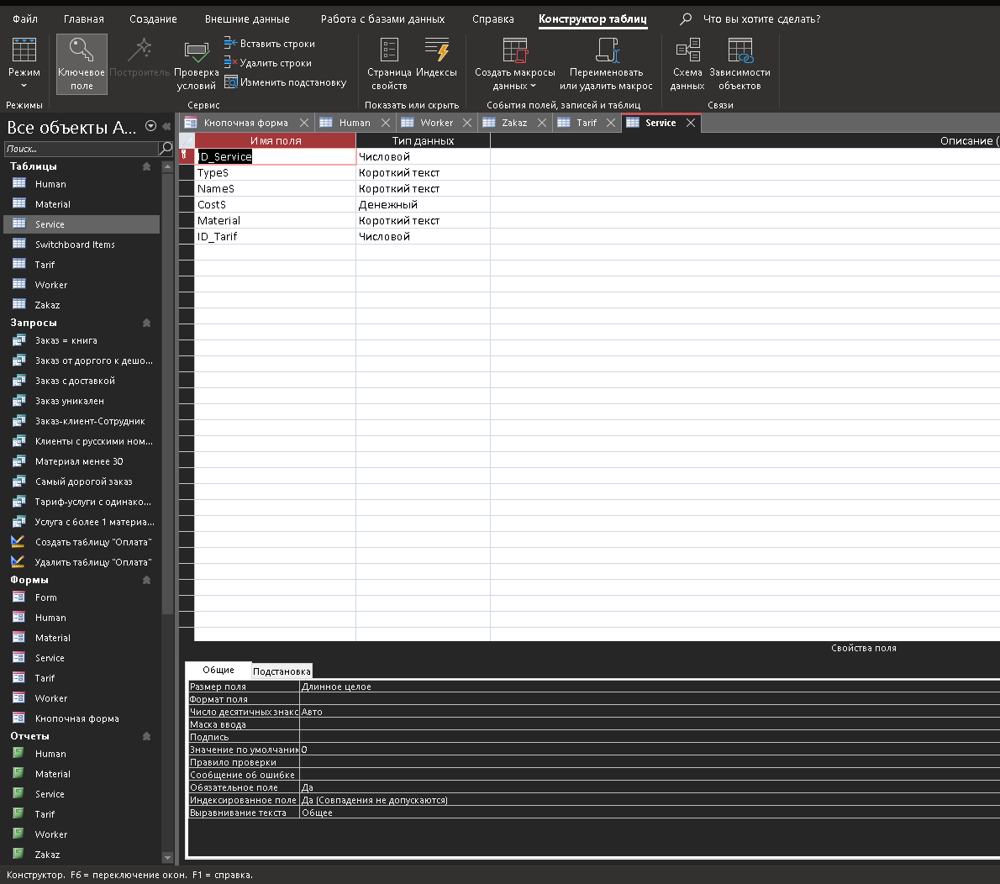 Файл Главная Создание Внешние данные Работа с базами данных Справка Конструктор таблиц Что вы хотите сделать?
Режим
Ключевое поле
Построитель
Проверка условий
Вставить строки
Удалить строки
Изменить подстановку
Страница свойств
Индексы
Создать макросы данных
Переименовать или удалить макрос
Схема данных
Зависимости объектов
Режимы Сервис Показать или скрыть События полей, записей и таблиц Связи
Все объекты A...
Поиск...
Таблицы
Human
Material
Service
Switchboard Items
Tarif
Worker
Zakaz
Запросы
Заказ = книга
Заказ от доргого к дешо...
Заказ с доставкой
Заказ уникален
Заказ-клиент-Сотрудник
Клиенты с русскими ном...
Материал менее 30
Самый дорогой заказ
Тариф-услуги с одинако...
Услуга с более 1 материа...
Создать таблицу "Оплата"
Удалить таблицу "Оплата"
Формы
Form
Human
Material
Service
Tarif
Worker
Кнопочная форма
Отчеты
Human
Material
Service
Tarif
Worker
Zakaz
Кнопочная форма Human Worker Zakaz Tarif Service
Имя поля Тип данных Описание (
ID_Service Числовой
TypeS Короткий текст
NameS Короткий текст
CostS Денежный
Material Короткий текст
ID_Tarif Числовой
Свойства поля
Общие Подстановка
Размер поля Длинное целое
Формат поля
Число десятичных знакс Авто
Маска ввода
Подпись
Значение по умолчани 0
Правило проверки
Сообщение об ошибке
Обязательное поле Да
Индексированное поле Да (Совпадения не допускаются)
Выравнивание текста Общее
Конструктор. F6 = переключение окон. F1 = справка.